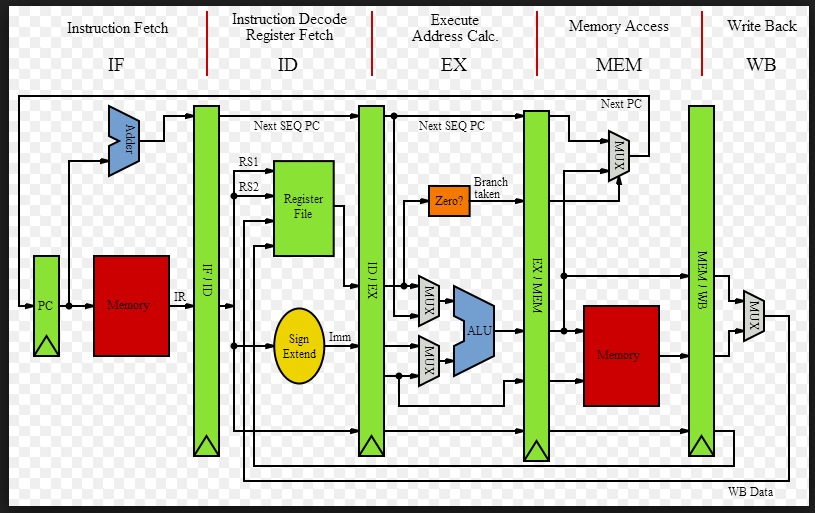 Instruction Fetch
IF
Instruction Decode
Register Fetch
ID
Execute
Address Calc.
EX
Memory Access
MEM
Write Back
WB
Next PC
Adder
Next SEQ PC
Next SEQ PC
MUX
RS1
RS2
Register
File
Zero?
Branch
taken
PC
Memory
IR
IF / ID
Sign
Extend
Imm
ID / EX
MUX
MUX
ALU
EX / MEM
Memory
MEM / WB
MUX
WB Data